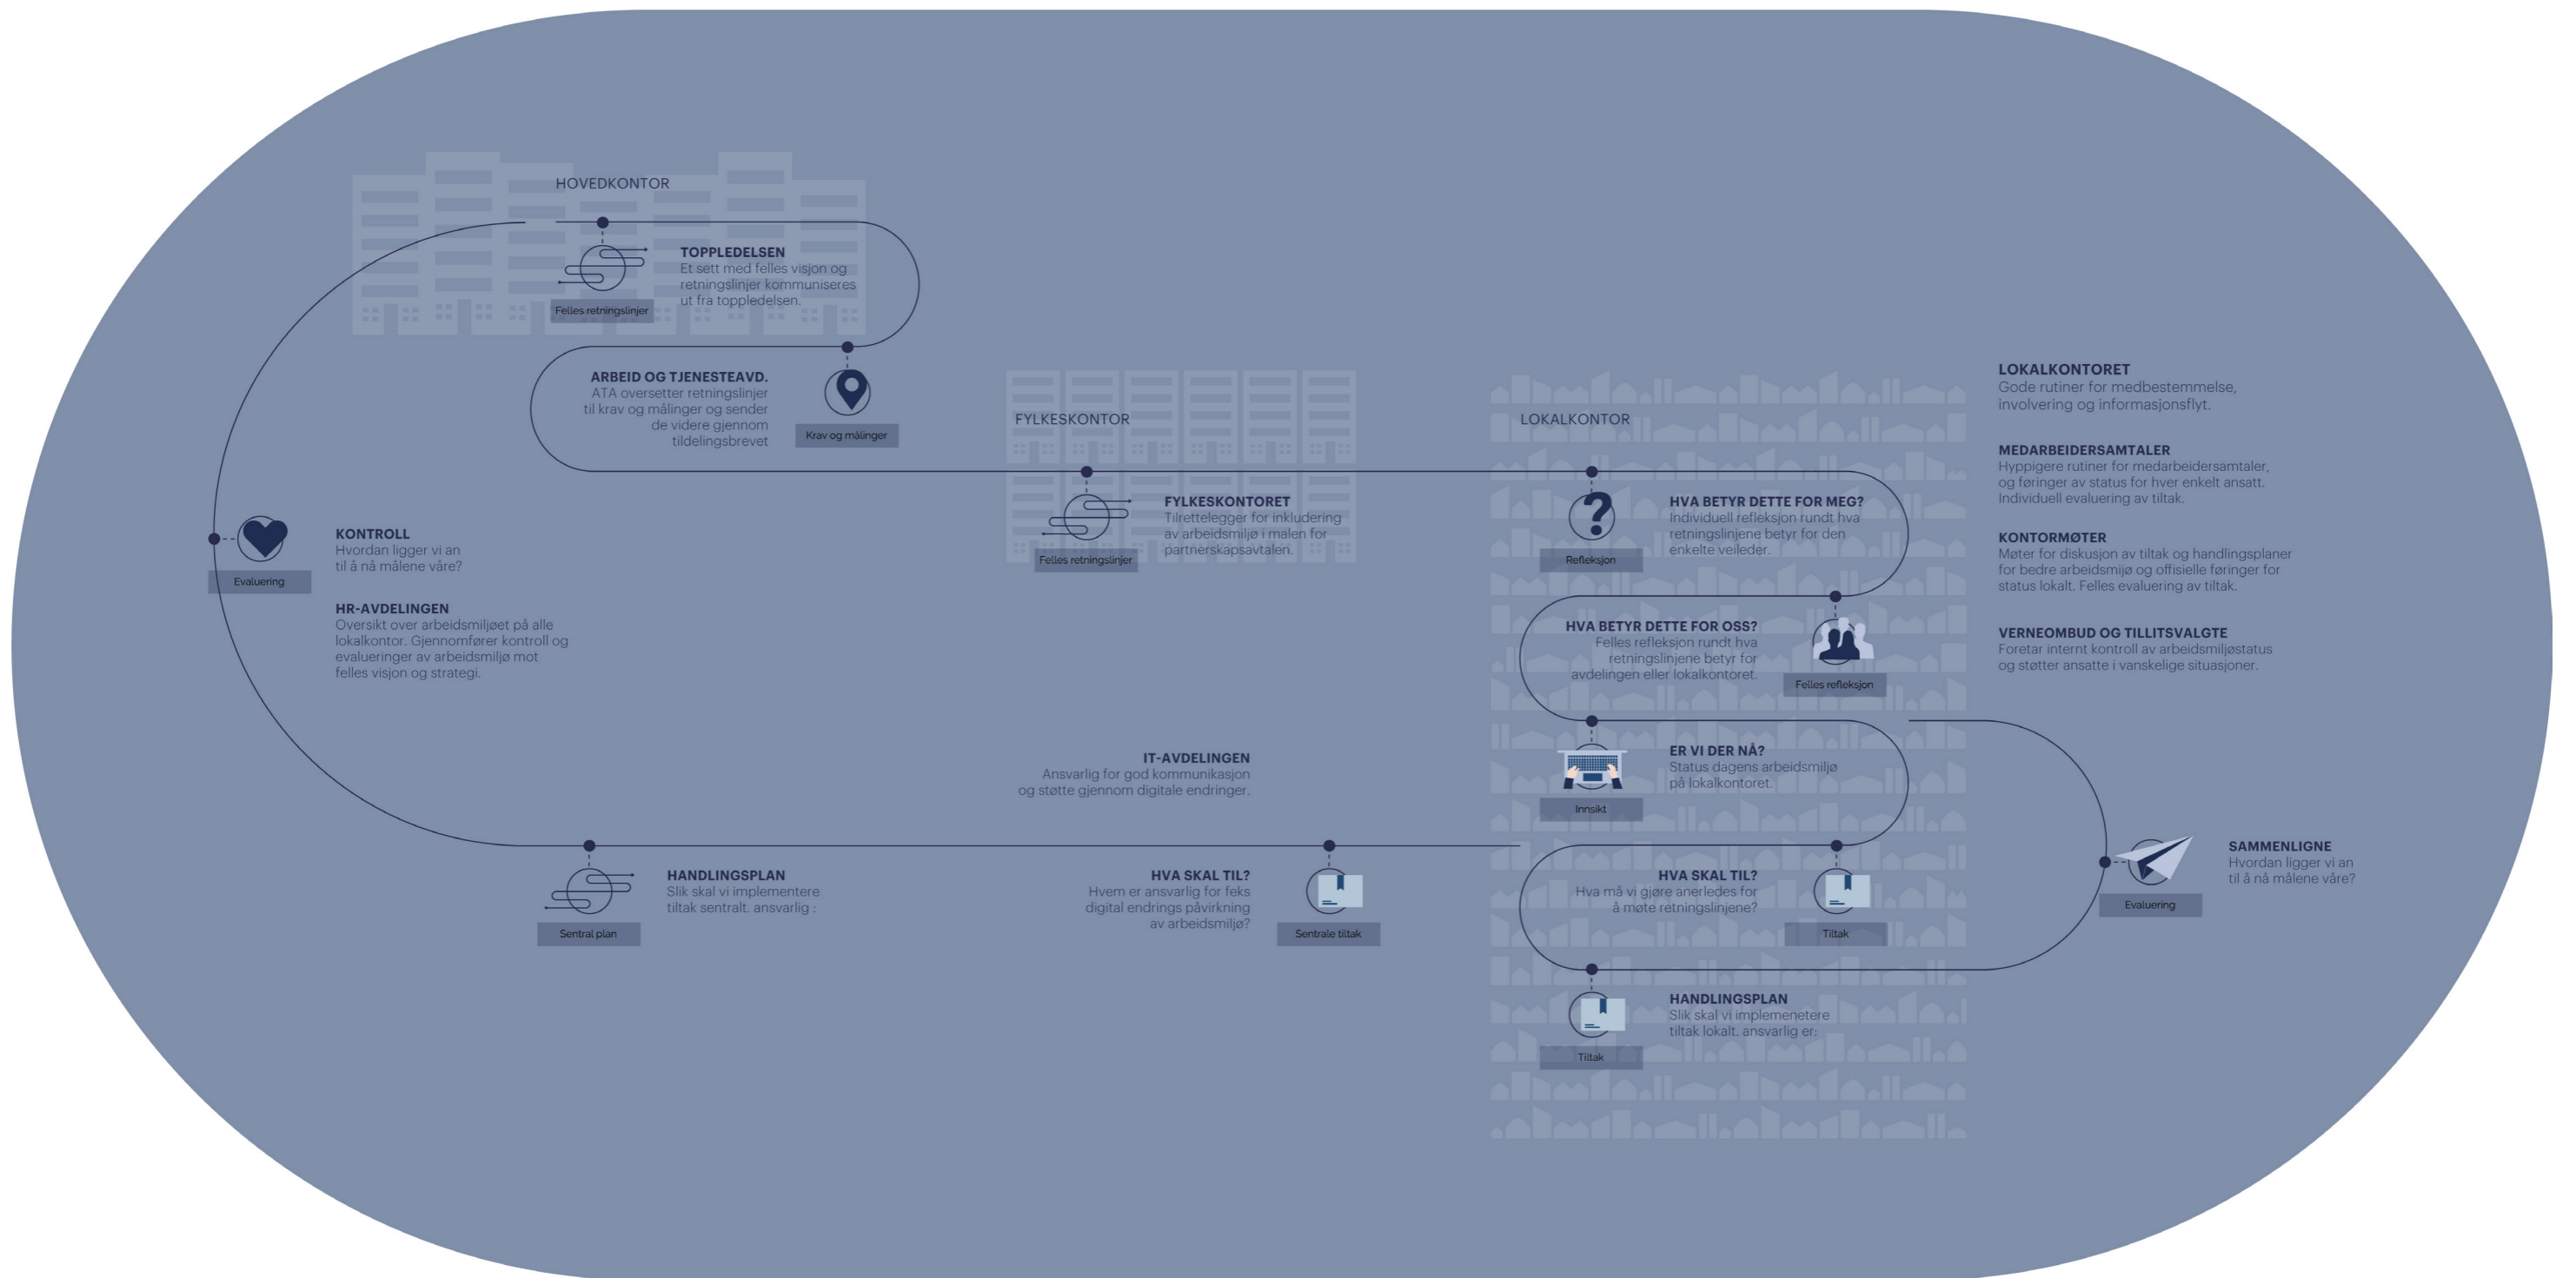 HOVEDKONTOR
TOPPLEDELSEN
Et sett med felles visjon og
retningslinjer kommuniseres
ut fra toppledelsen.
Felles retningslinjer
ARBEID OG TJENESTEAVD.
ATA oversetter retningslinjer
til krav og målinger og sender
de videre gjennom
tildelingsbrevet
Krav og målinger
FYLKESKONTOR
FYLKESKONTORET
Tilrettelegger for inkludering
av arbeidsmiljø i malen for
partnerskapsavtalen.
Felles retningslinjer
LOKALKONTOR
HVA BETYR DETTE FOR MEG?
Individuell refleksjon rundt hva
retningslinjene betyr for den
enkelte veileder.
Refleksjon
HVA BETYR DETTE FOR OSS?
Felles refleksjon rundt hva
retningslinjene betyr for
avdelingen eller lokalkontoret.
Felles refleksjon
ER VI DER NÅ?
Status dagens arbeidsmiljø
på lokalkontoret.
Innsikt
HVA SKAL TIL?
Hva må vi gjøre anerledes for
å møte retningslinjene?
Tiltak
HANDLINGSPLAN
Slik skal vi implemenetere
tiltak lokalt. ansvarlig er:
Tiltak
LOKALKONTORET
Gode rutiner for medbestemmelse,
involvering og informasjonsflyt.
MEDARBEIDERSAMTALER
Hyppigere rutiner for medarbeidersamtaler,
og føringer av status for hver enkelt ansatt.
Individuell evaluering av tiltak.
KONTORMØTER
Møter for diskusjon av tiltak og handlingsplaner
for bedre arbeidsmijø og offisielle føringer for
status lokalt. Felles evaluering av tiltak.
VERNEOMBUD OG TILLITSVALGTE
Foretar internt kontroll av arbeidsmiljøstatus
og støtter ansatte i vanskelige situasjoner.
SAMMENLIGNE
Hvordan ligger vi an
til å nå målene våre?
Evaluering
IT-AVDELINGEN
Ansvarlig for god kommunikasjon
og støtte gjennom digitale endringer.
HVA SKAL TIL?
Hvem er ansvarlig for feks
digital endrings påvirkning
av arbeidsmiljø?
Sentrale tiltak
HANDLINGSPLAN
Slik skal vi implementere
tiltak sentralt. ansvarlig :
Sentral plan
KONTROLL
Hvordan ligger vi an
til å nå målene våre?
Evaluering
HR-AVDELINGEN
Oversikt over arbeidsmiljøet på alle
lokalkontor. Gjennomfører kontroll og
evalueringer av arbeidsmiljø mot
felles visjon og strategi.